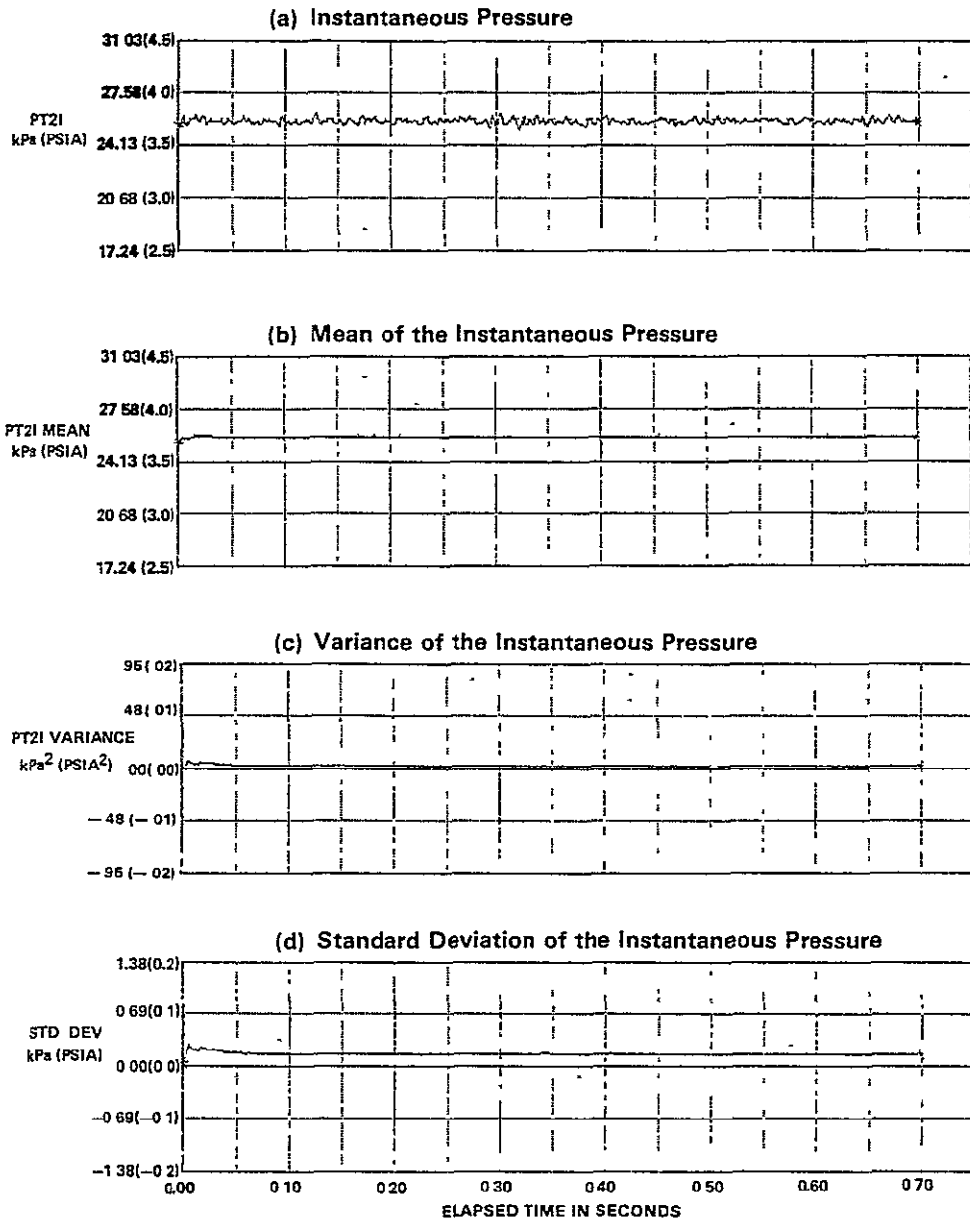 (a) Instantaneous Pressure
31 03(4.5)
27.58(4 0)
PT2I
kPa (PSIA)
24.13 (3.5)
20 68 (3.0)
17.24 (2.5)
(b) Mean of the Instantaneous Pressure
31 03(4.5)
27 58(4.0)
PT2I MEAN
kPa (PSIA)
24.13 (3.5)
20 68 (3.0)
17.24 (2.5)
(c) Variance of the Instantaneous Pressure
95( 02)
48( 01)
PT2I VARIANCE
kPa² (PSIA²)
00( 00)
— 48 (— 01)
— 95 (— 02)
(d) Standard Deviation of the Instantaneous Pressure
1.38(0.2)
0 69(0 1)
STD DEV
kPa (PSIA)
0 00(0 0)
—0 69(—0 1)
—1 38(—0 2)
0.00 0 10 0.20 0 30 0 40 0 50 0 60 0 70
ELAPSED TIME IN SECONDS